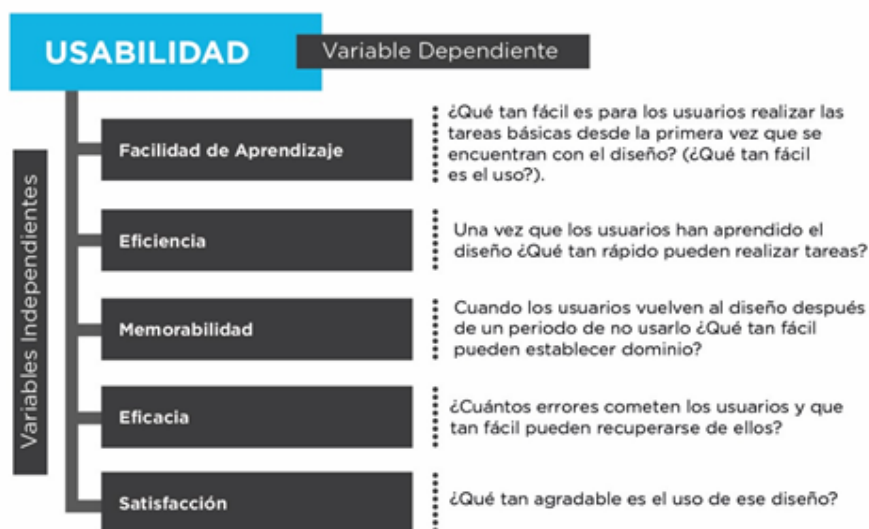 USABILIDAD
Variable Dependiente
Variables Independientes
Facilidad de Aprendizaje
¿Qué tan fácil es para los usuarios realizar las
tareas básicas desde la primera vez que se
encuentran con el diseño? (¿Qué tan fácil
es el uso?).
Eficiencia
Una vez que los usuarios han aprendido el
diseño ¿Qué tan rápido pueden realizar tareas?
Memorabilidad
Cuando los usuarios vuelven al diseño después
de un periodo de no usarlo ¿Qué tan fácil
pueden establecer dominio?
Eficacia
¿Cuántos errores cometen los usuarios y que
tan fácil pueden recuperarse de ellos?
Satisfacción
¿Qué tan agradable es el uso de ese diseño?